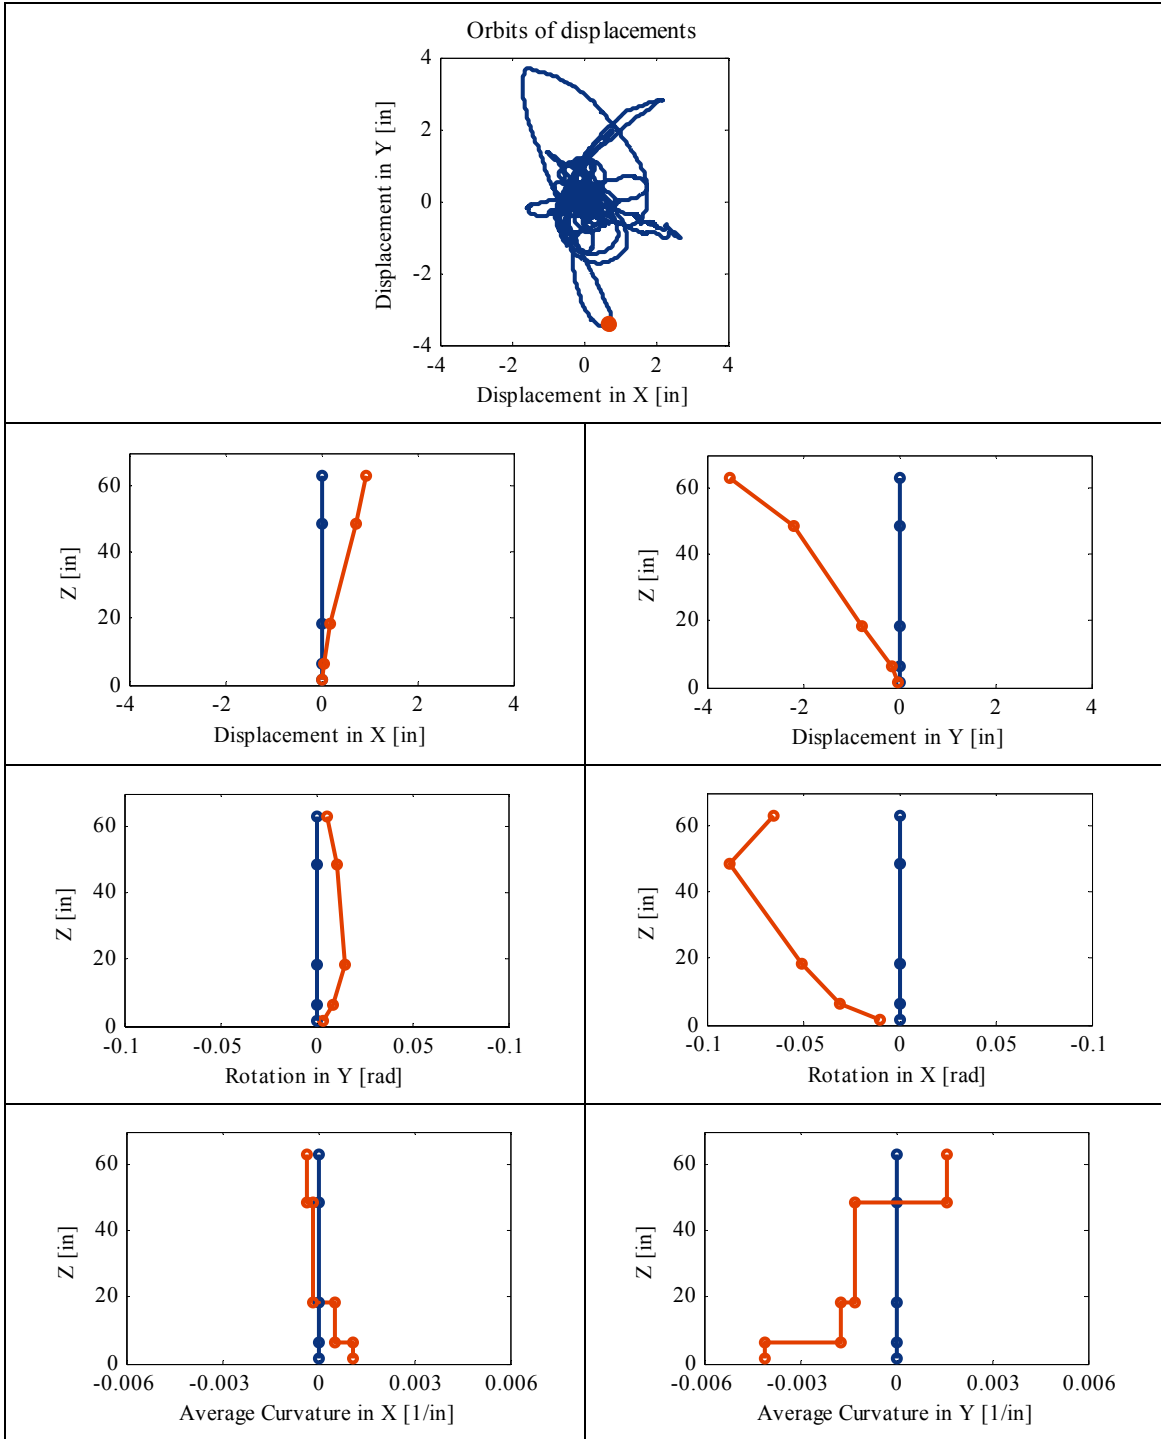 Orbits of displacements
4
2
0
-2
-4
Displacement in Y [in]
-4 -2 0 2 4
Displacement in X [in]
60
40
20
0
Z [in]
-4 -2 0 2 4
Displacement in X [in]
60
40
20
0
Z [in]
-4 -2 0 2 4
Displacement in Y [in]
60
40
20
0
Z [in]
-0.1 -0.05 0 0.05 -0.1
Rotation in Y [rad]
60
40
20
0
Z [in]
-0.1 -0.05 0 0.05 -0.1
Rotation in X [rad]
60
40
20
0
Z [in]
-0.006 -0.003 0 0.003 0.006
Average Curvature in X [1/in]
60
40
20
0
Z [in]
-0.006 -0.003 0 0.003 0.006
Average Curvature in Y [1/in]